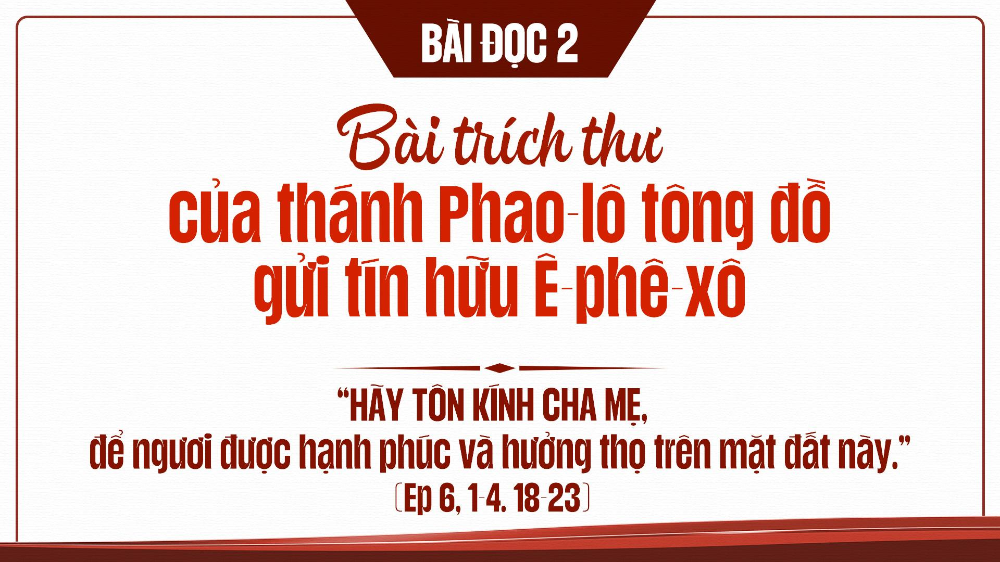 BÀI ĐỌC 2
Bài trích thư
của thánh Phao-lô tông đồ
gửi tín hữu Ê-phê-xô
“HÃY TÔN KÍNH CHA MẸ,
để ngươi được hạnh phúc và hưởng thọ trên mặt đất này.”
(Ep 6, 1-4. 18-23)